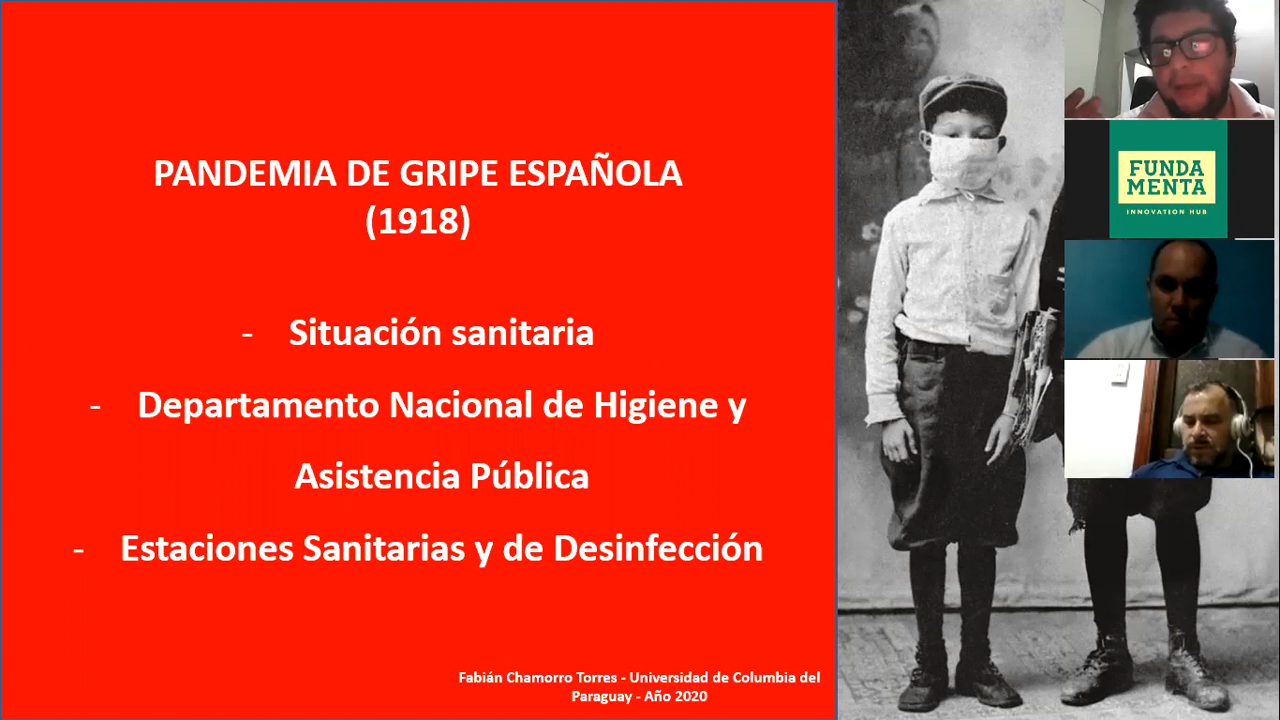 PANDEMIA DE GRIPE ESPAÑOLA
(1918)
- Situación sanitaria
- Departamento Nacional de Higiene y
Asistencia Pública
- Estaciones Sanitarias y de Desinfección
Fabián Chamorro Torres - Universidad de Columbia del
Paraguay - Año 2020
FUNDA
MENTA
INNOVATION HUB